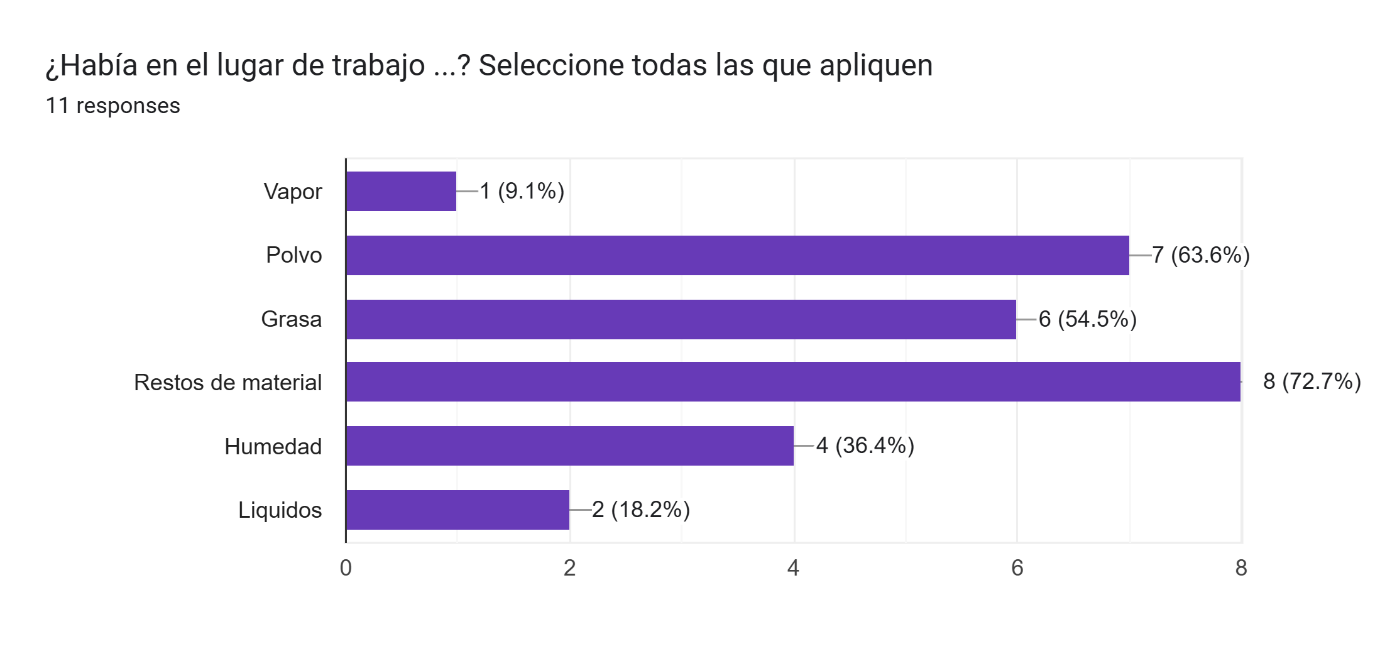 ¿Había en el lugar de trabajo ...? Seleccione todas las que apliquen
11 responses
Vapor 1 (9.1%)
Polvo 7 (63.6%)
Grasa 6 (54.5%)
Restos de material 8 (72.7%)
Humedad 4 (36.4%)
Liquidos 2 (18.2%)
0 2 4 6 8